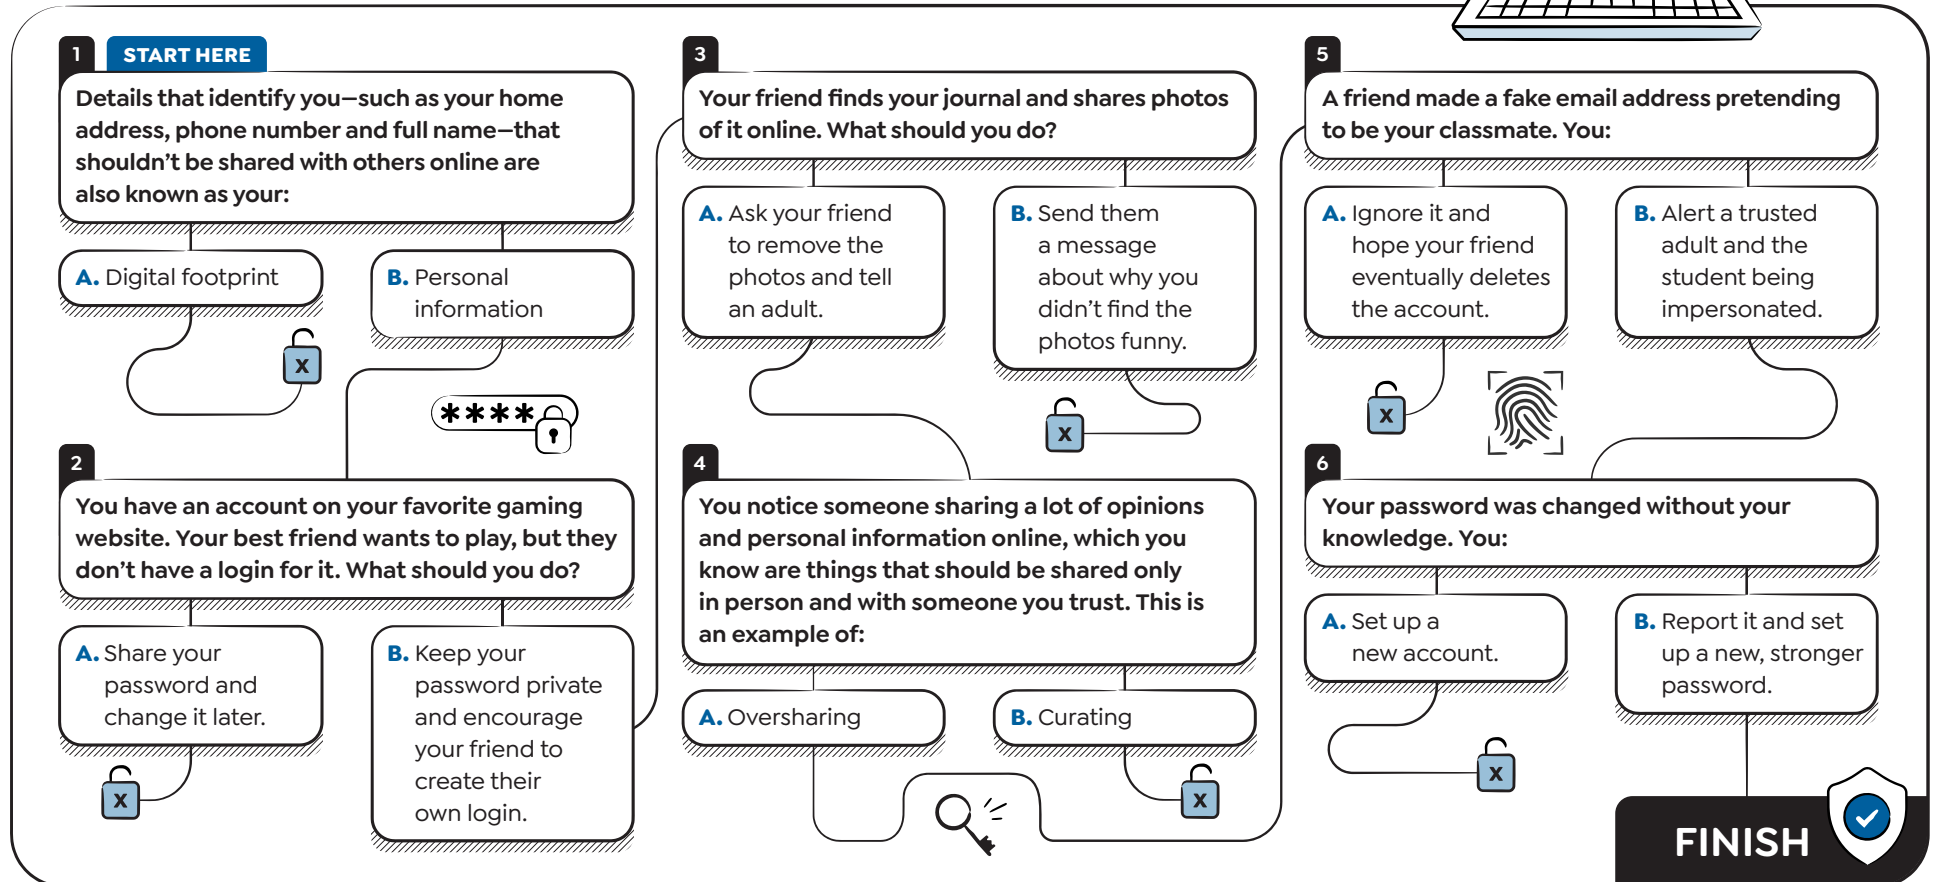 1
START HERE
Details that identify you—such as your home
address, phone number and full name—that
shouldn't be shared with others online are
also known as your:
A. Digital footprint
B. Personal
information
X
****
2
You have an account on your favorite gaming
website. Your best friend wants to play, but they
don't have a login for it. What should you do?
A. Share your
password and
change it later.
X
B. Keep your
password private
and encourage
your friend to
create their
own login.
3
Your friend finds your journal and shares photos
of it online. What should you do?
A. Ask your friend
to remove the
photos and tell
an adult.
B. Send them
a message
about why you
didn't find the
photos funny.
X
4
You notice someone sharing a lot of opinions
and personal information online, which you
know are things that should be shared only
in person and with someone you trust. This is
an example of:
A. Oversharing
B. Curating
X
5
A friend made a fake email address pretending
to be your classmate. You:
A. Ignore it and
hope your friend
eventually deletes
the account.
X
B. Alert a trusted
adult and the
student being
impersonated.
6
Your password was changed without your
knowledge. You:
A. Set up a
new account.
X
B. Report it and set
up a new, stronger
password.
FINISH